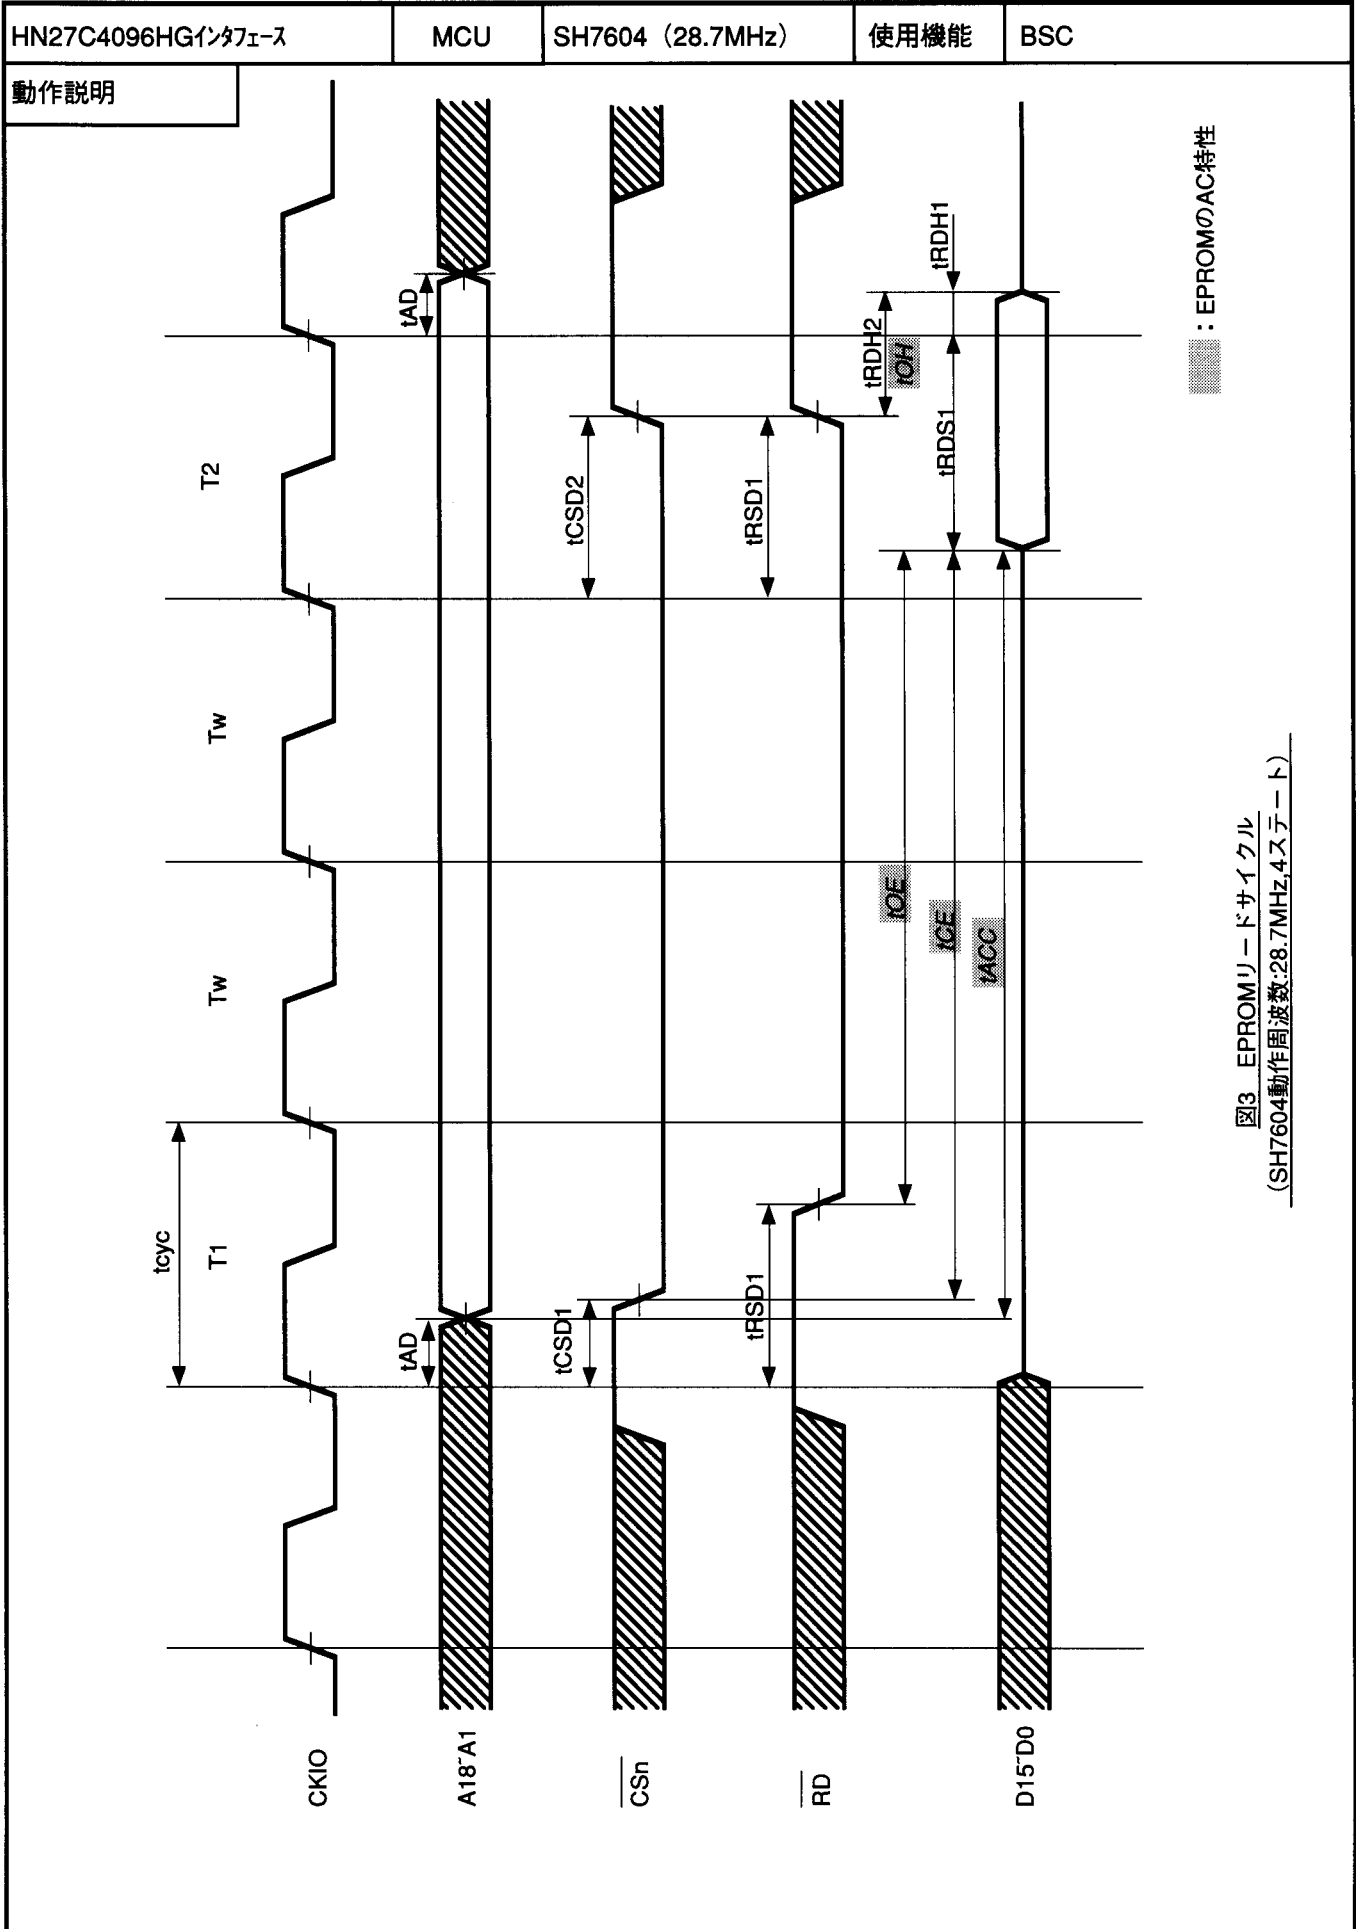 HN27C4096HGインタフェース
MCU
SH7604（28.7MHz）
使用機能
BSC
動作説明
tcyc
T1
Tw
Tw
T2
CKIO
tAD
tAD
A18~A1
tCSD1
tCSD2
CSn
tRSD1
tRSD1
RD
tOE
tRDH2
tOH
tCE
tRDS1
tRDH1
tACC
D15~D0
：EPROMのAC特性
図3　EPROMリードサイクル
（SH7604動作周波数:28.7MHz,4ステート）